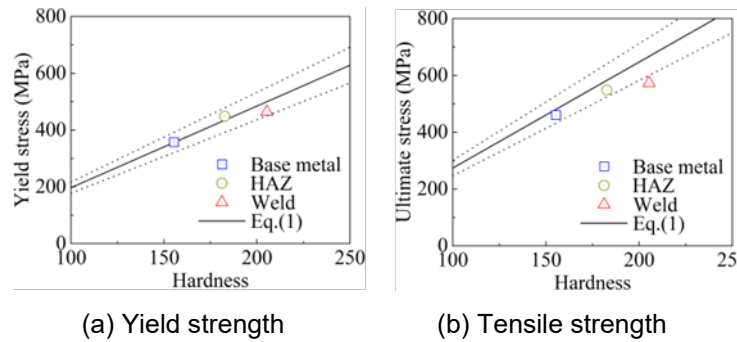 800
600
400
200
0
Yield stress (MPa)
Base metal
HAZ
Weld
Eq.(1)
100
150
200
250
Hardness
(a) Yield strength
800
600
400
200
0
Ultimate stress (MPa)
Base metal
HAZ
Weld
Eq.(1)
100
150
200
250
Hardness
(b) Tensile strength